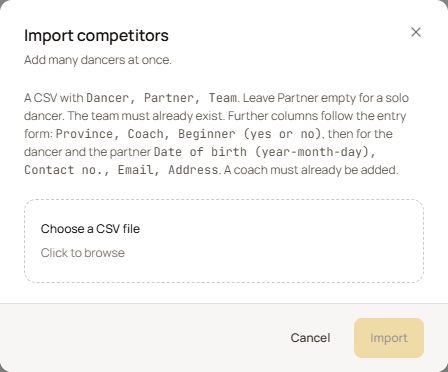 Import competitors
Add many dancers at once.
A CSV with Dancer, Partner, Team. Leave Partner empty for a solo
dancer. The team must already exist. Further columns follow the entry
form: Province, Coach, Beginner (yes or no), then for the
dancer and the partner Date of birth (year-month-day),
Contact no., Email, Address. A coach must already be added.
Choose a CSV file
Click to browse
Cancel
Import